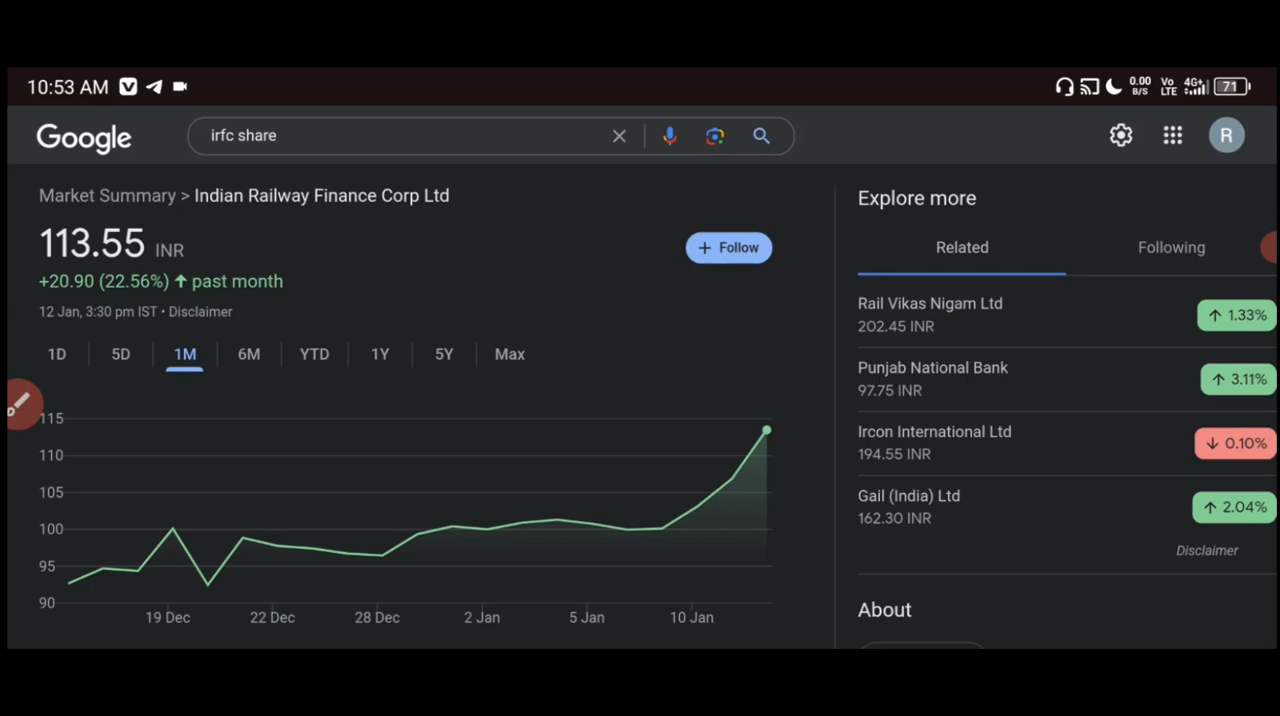 10:53 AM
0.00 B/S Vo LTE 4G+ 71
Google
irfc share
R
Market Summary > Indian Railway Finance Corp Ltd
113.55 INR
+ Follow
+20.90 (22.56%) ↑ past month
12 Jan, 3:30 pm IST • Disclaimer
1D 5D 1M 6M YTD 1Y 5Y Max
115
110
105
100
95
90
19 Dec 22 Dec 28 Dec 2 Jan 5 Jan 10 Jan
Explore more
Related Following
Rail Vikas Nigam Ltd
202.45 INR
↑ 1.33%
Punjab National Bank
97.75 INR
↑ 3.11%
Ircon International Ltd
194.55 INR
↓ 0.10%
Gail (India) Ltd
162.30 INR
↑ 2.04%
Disclaimer
About